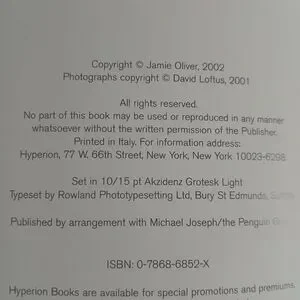 Copyright © Jamie Oliver, 2002
Photographs copyright © David Loftus, 2001
All rights reserved.
No part of this book may be used or reproduced in any manner
whatsoever without the written permission of the Publisher.
Printed in Italy. For information address:
Hyperion, 77 W. 66th Street, New York, New York 10023-6298
Set in 10/15 pt Akzidenz Grotesk Light
Typeset by Rowland Phototypesetting Ltd, Bury St Edmunds,
Published by arrangement with Michael Joseph/the Penguin
ISBN: 0-7868-6852-X
Hyperion Books are available for special promotions and premiums.